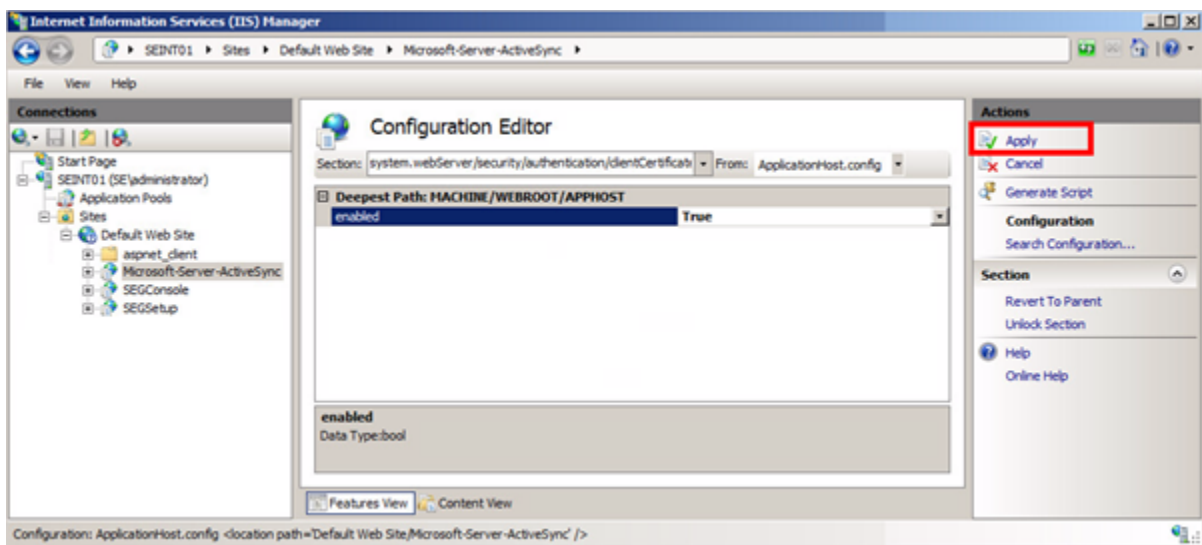 Internet Information Services (IIS) Manager
SEINT01 Sites Default Web Site Microsoft-Server-ActiveSync
File View Help
Connections
Start Page
SEINT01 (SE\administrator)
Application Pools
Sites
Default Web Site
aspnet_client
Microsoft-Server-ActiveSync
SEGConsole
SEGSetup
Configuration Editor
Section: system.webServer/security/authentication/clientCertificate From: ApplicationHost.config
Deepest Path: MACHINE/WEBROOT/APPHOST
enabled True
enabled
Data Type:bool
Features View Content View
Actions
Apply
Cancel
Generate Script
Configuration
Search Configuration...
Section
Revert To Parent
Unlock Section
Help
Online Help
Configuration: ApplicationHost.config <location path='Default Web Site/Microsoft-Server-ActiveSync' />